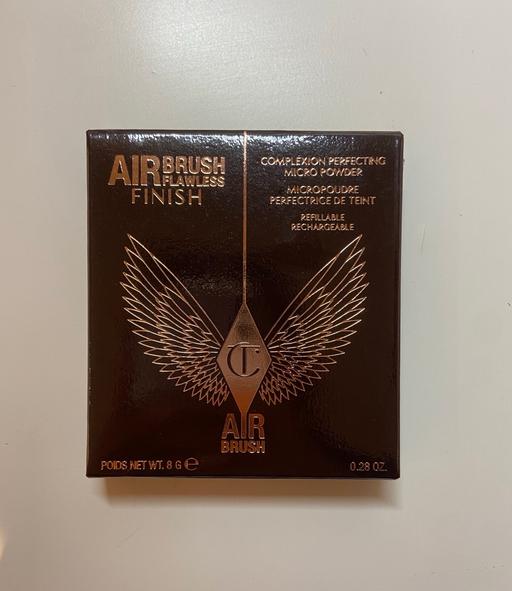 AIRBRUSH
FLAWLESS
FINISH
COMPLEXION PERFECTING
MICRO POWDER
MICROPOUDRE
PERFECTRICE DE TEINT
REFILLABLE
RECHARGEABLE
CT
AIR
BRUSH
POIDS NET WT. 8 G ℮
0.28 OZ.